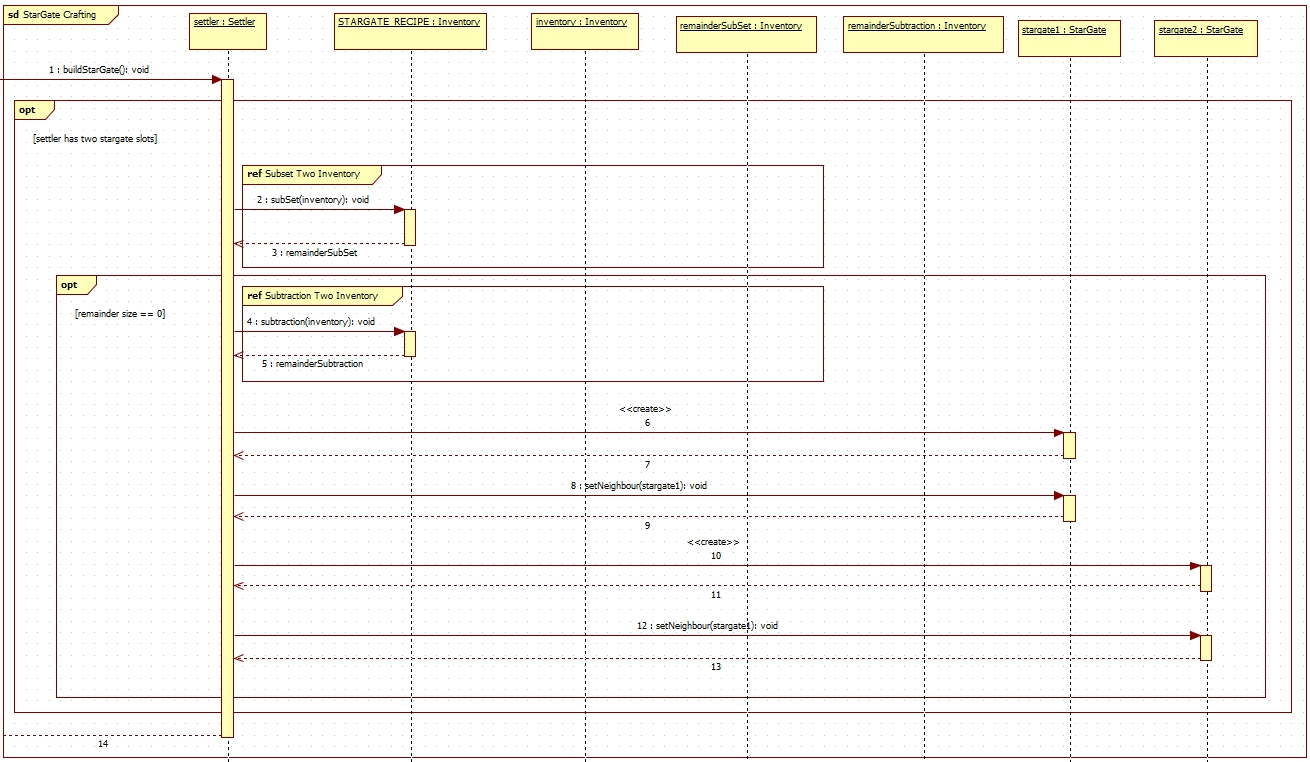 sd StarGate Crafting
settler : Settler
STARGATE_RECIPE : Inventory
inventory : Inventory
remainderSubSet : Inventory
remainderSubtraction : Inventory
stargate1 : StarGate
stargate2 : StarGate
1 : buildStarGate(): void
opt
[settler has two stargate slots]
ref Subset Two Inventory
2 : subSet(inventory): void
3 : remainderSubSet
opt
[remainder size == 0]
ref Subtraction Two Inventory
4 : subtraction(inventory): void
5 : remainderSubtraction
<<create>>
6
7
8 : setNeighbour(stargate1): void
9
<<create>>
10
11
12 : setNeighbour(stargate1): void
13
14